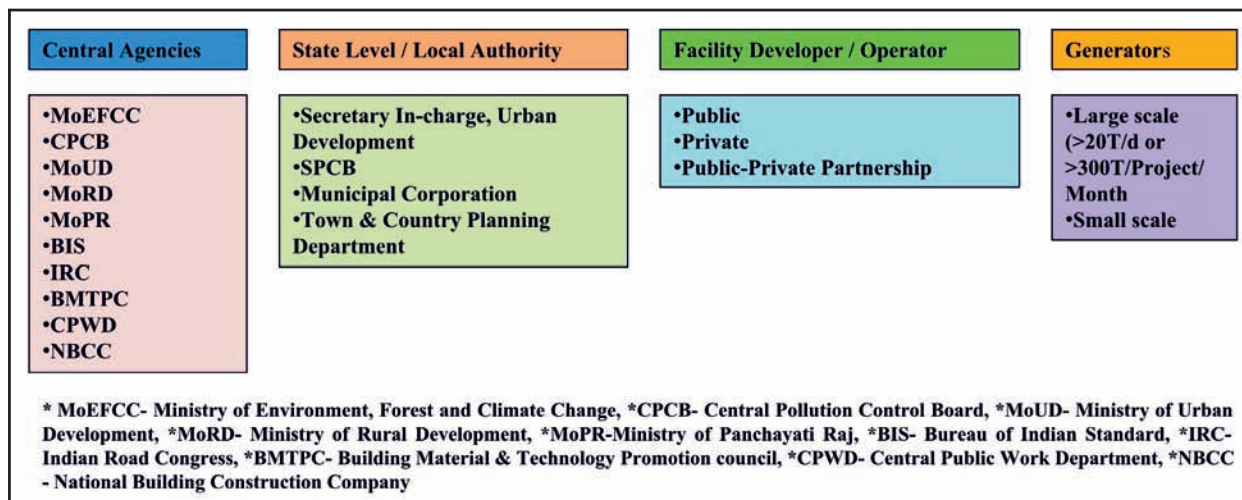 Central Agencies
•MoEFCC
•CPCB
•MoUD
•MoRD
•MoPR
•BIS
•IRC
•BMTPC
•CPWD
•NBCC
State Level / Local Authority
•Secretary In-charge, Urban
Development
•SPCB
•Municipal Corporation
•Town & Country Planning
Department
Facility Developer / Operator
•Public
•Private
•Public-Private Partnership
Generators
•Large scale
(>20T/d or
>300T/Project/
Month
•Small scale
* MoEFCC- Ministry of Environment, Forest and Climate Change, *CPCB- Central Pollution Control Board, *MoUD- Ministry of Urban
Development, *MoRD- Ministry of Rural Development, *MoPR-Ministry of Panchayati Raj, *BIS- Bureau of Indian Standard, *IRC-
Indian Road Congress, *BMTPC- Building Material & Technology Promotion council, *CPWD- Central Public Work Department, *NBCC
- National Building Construction Company